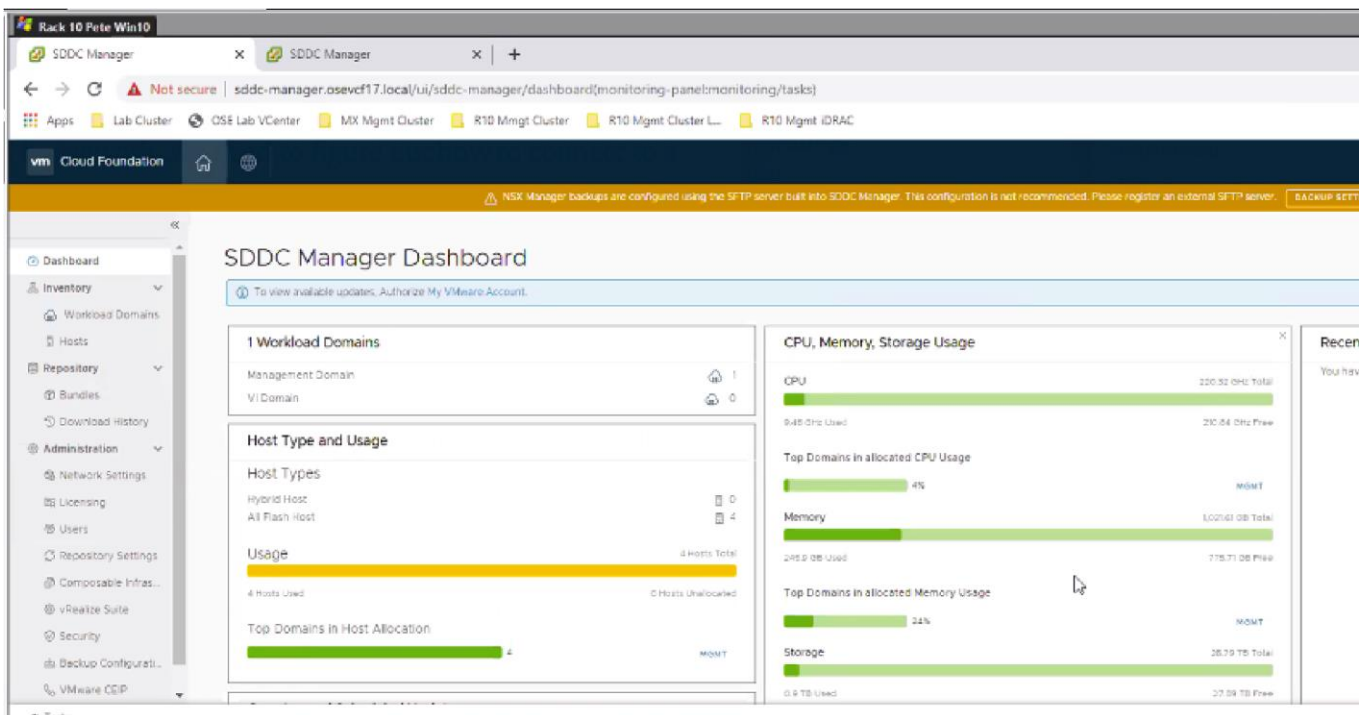 Rack 10 Pete Win10
SDDC Manager
SDDC Manager
Not secure
sddc-manager.osevcf17.local/ui/sddc-manager/dashboard(monitoring-panel:monitoring/tasks)
Apps
Lab Cluster
OSE Lab VCenter
MX Mgmt Cluster
R10 Mmgt Cluster
R10 Mgmt Cluster L...
R10 Mgmt iDRAC
vm Cloud Foundation
NSX Manager backups are configured using the SFTP server built into SDDC Manager. This configuration is not recommended. Please register an external SFTP server.
BACKUP SETT
Dashboard
Inventory
Workload Domains
Hosts
Repository
Bundles
Download History
Administration
Network Settings
Licensing
Users
Repository Settings
Composable Infras...
vRealize Suite
Security
Backup Configurati...
VMware CEIP
SDDC Manager Dashboard
To view available updates, Authorize My VMware Account.
1 Workload Domains
Management Domain 1
VI Domain 0
Host Type and Usage
Host Types
Hybrid Host 0
All Flash Host 4
Usage
4 Hosts Total
4 Hosts Used
0 Hosts Unallocated
Top Domains in Host Allocation
4
MGMT
CPU, Memory, Storage Usage
CPU
220.32 GHz Total
9.48 GHz Used
210.84 GHz Free
Top Domains in allocated CPU Usage
4%
MGMT
Memory
1,021.61 GB Total
245.9 GB Used
775.71 GB Free
Top Domains in allocated Memory Usage
24%
MGMT
Storage
TB Total
0.9 TB Used
TB Free
Recen
You hav